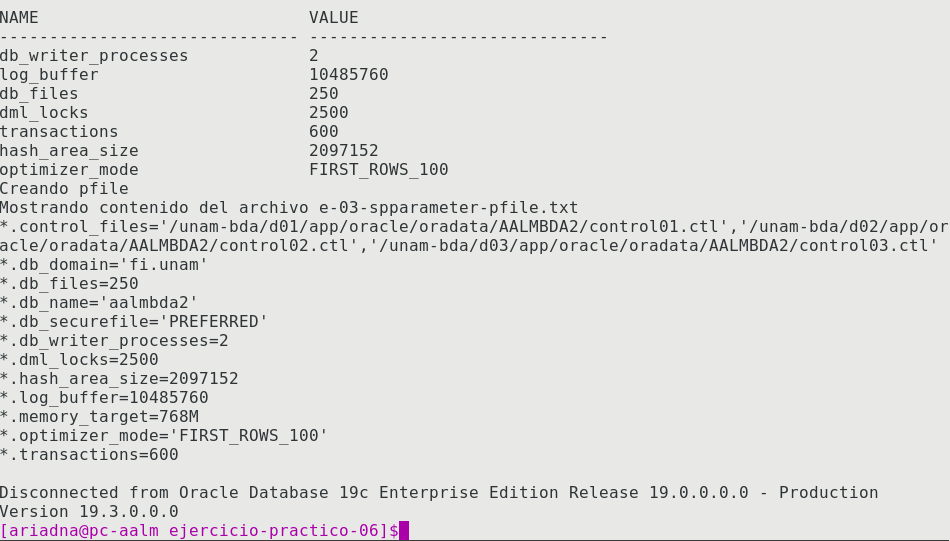 NAME                           VALUE
------------------------------ ------------------------------
db_writer_processes            2
log_buffer                     10485760
db_files                       250
dml_locks                      2500
transactions                   600
hash_area_size                 2097152
optimizer_mode                 FIRST_ROWS_100
Creando pfile
Mostrando contenido del archivo e-03-spparameter-pfile.txt
*.control_files='/unam-bda/d01/app/oracle/oradata/AALMBDA2/control01.ctl','/unam-bda/d02/app/or
acle/oradata/AALMBDA2/control02.ctl','/unam-bda/d03/app/oracle/oradata/AALMBDA2/control03.ctl'
*.db_domain='fi.unam'
*.db_files=250
*.db_name='aalmbda2'
*.db_securefile='PREFERRED'
*.db_writer_processes=2
*.dml_locks=2500
*.hash_area_size=2097152
*.log_buffer=10485760
*.memory_target=768M
*.optimizer_mode='FIRST_ROWS_100'
*.transactions=600
Disconnected from Oracle Database 19c Enterprise Edition Release 19.0.0.0.0 - Production
Version 19.3.0.0.0
[ariadna@pc-aalm ejercicio-practico-06]$